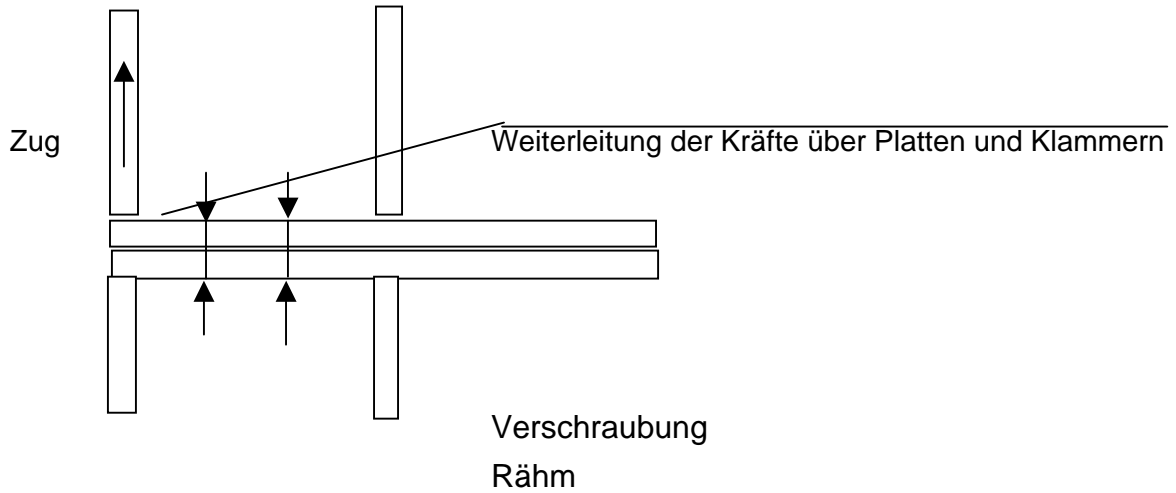 Zug
Weiterleitung der Kräfte über Platten und Klammern
Verschraubung
Rähm